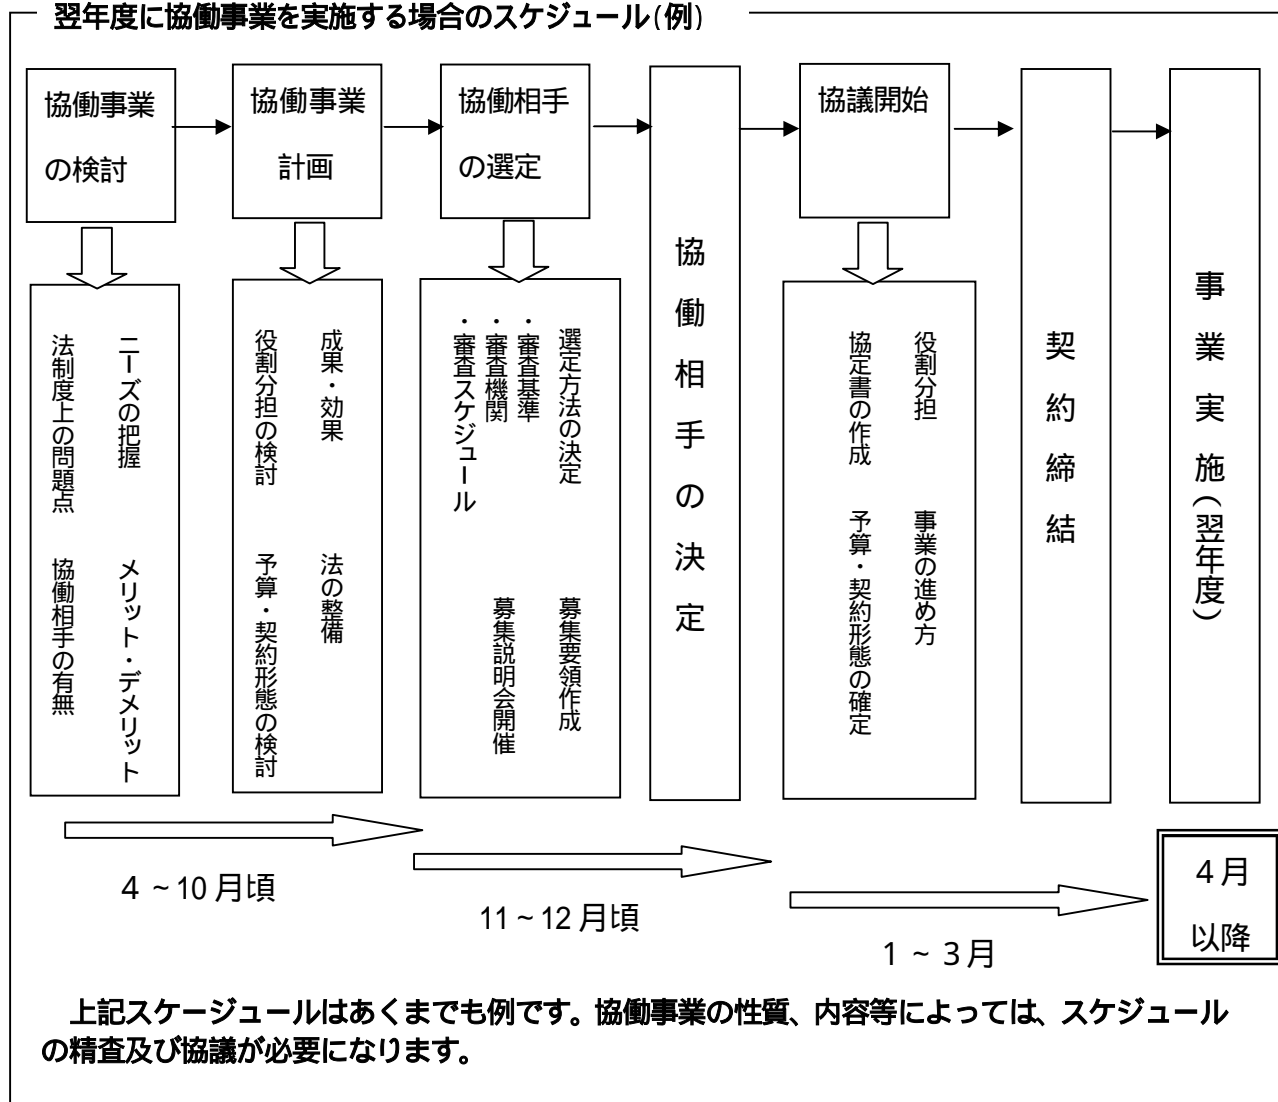 翌年度に協働事業を実施する場合のスケジュール(例)
協働事業
の検討
協働事業
計画
協働相手
の選定
協働相手の決定
協議開始
契約締結
事業実施(翌年度)
ニーズの把握
メリット・デメリット
法制度上の問題点
協働相手の有無
成果・効果
法の整備
役割分担の検討
予算・契約形態の検討
選定方法の決定
・審査基準
・審査機関
・審査スケジュール
募集要領作成
募集説明会開催
役割分担
事業の進め方
協定書の作成
予算・契約形態の確定
4~10月頃
11~12月頃
1~3月
4月
以降
上記スケージュールはあくまでも例です。協働事業の性質、内容等によっては、スケジュール
の精査及び協議が必要になります。